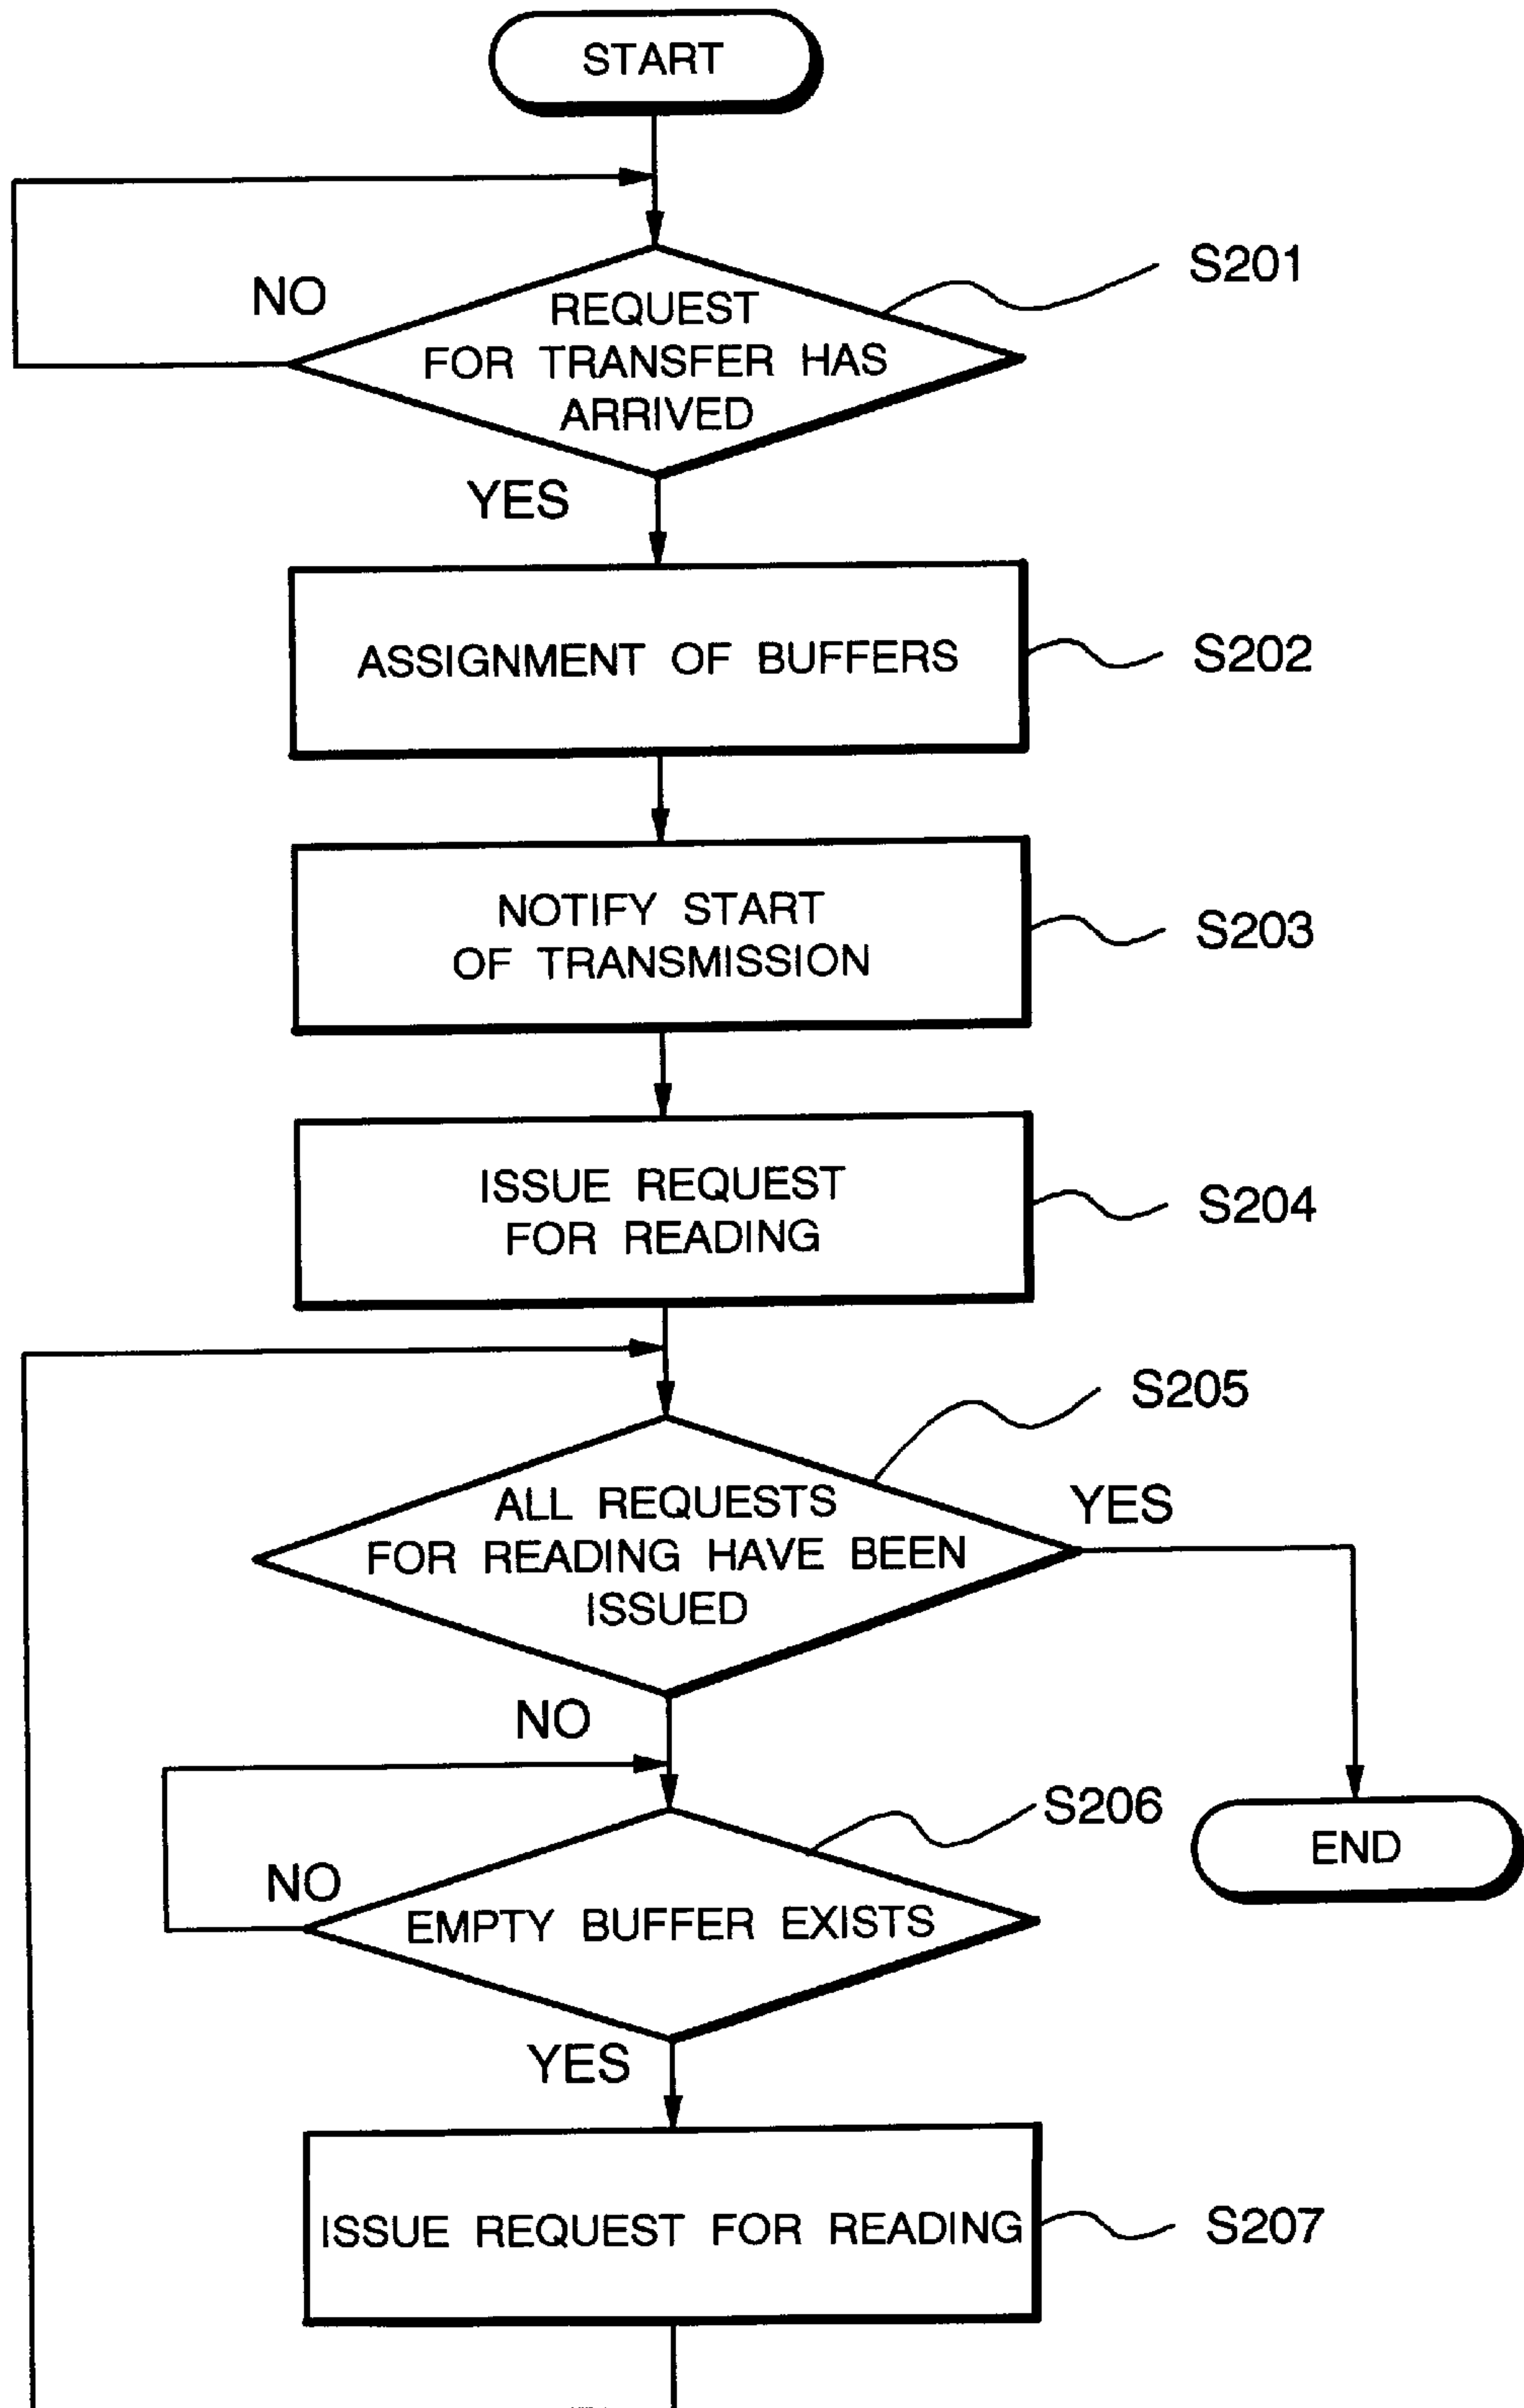 START
NO
S201
REQUEST
FOR TRANSFER HAS
ARRIVED
YES
ASSIGNMENT OF BUFFERS
S202
NOTIFY START
OF TRANSMISSION
S203
ISSUE REQUEST
FOR READING
S204
S205
ALL REQUESTS
FOR READING HAVE BEEN
ISSUED
YES
NO
S206
NO
EMPTY BUFFER EXISTS
END
YES
ISSUE REQUEST FOR READING
S207